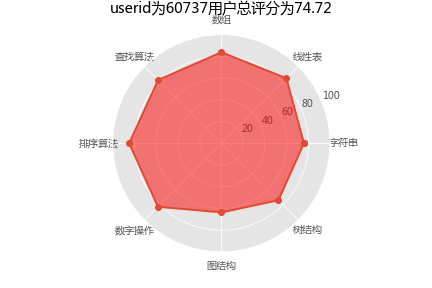 userid为60737用户总评分为74.72
数组
查找算法
线性表
100
80
60
40
20
排序算法
字符串
数字操作
树结构
图结构